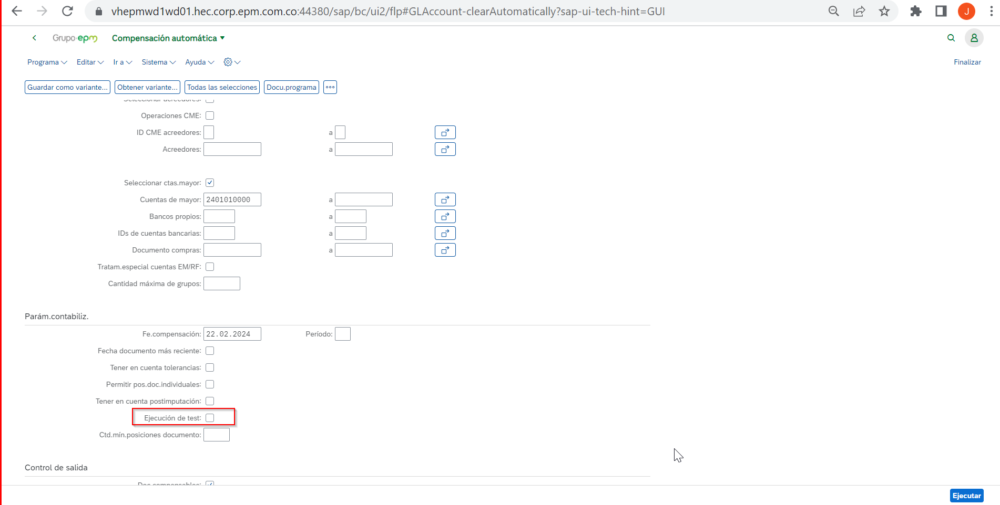 vhepmwd1wd01.hec.corp.epm.com.co:44380/sap/bc/ui2/flp#GLAccount-clearAutomatically?sap-ui-tech-hint=GUI
J
Grupo·epm Compensación automática
Programa Editar Ir a Sistema Ayuda Finalizar
Guardar como variante... Obtener variante... Todas las selecciones Docu.programa
Seleccionar acreedores:
Operaciones CME:
ID CME acreedores: a
Acreedores: a
Seleccionar ctas.mayor:
Cuentas de mayor: 2401010000 a
Bancos propios: a
IDs de cuentas bancarias: a
Documento compras: a
Tratam.especial cuentas EM/RF:
Cantidad máxima de grupos:
Parám.contabiliz.
Fe.compensación: 22.02.2024 Período:
Fecha documento más reciente:
Tener en cuenta tolerancias:
Permitir pos.doc.individuales:
Tener en cuenta postimputación:
Ejecución de test:
Ctd.mín.posiciones documento:
Control de salida
Doc.compensables:
Ejecutar